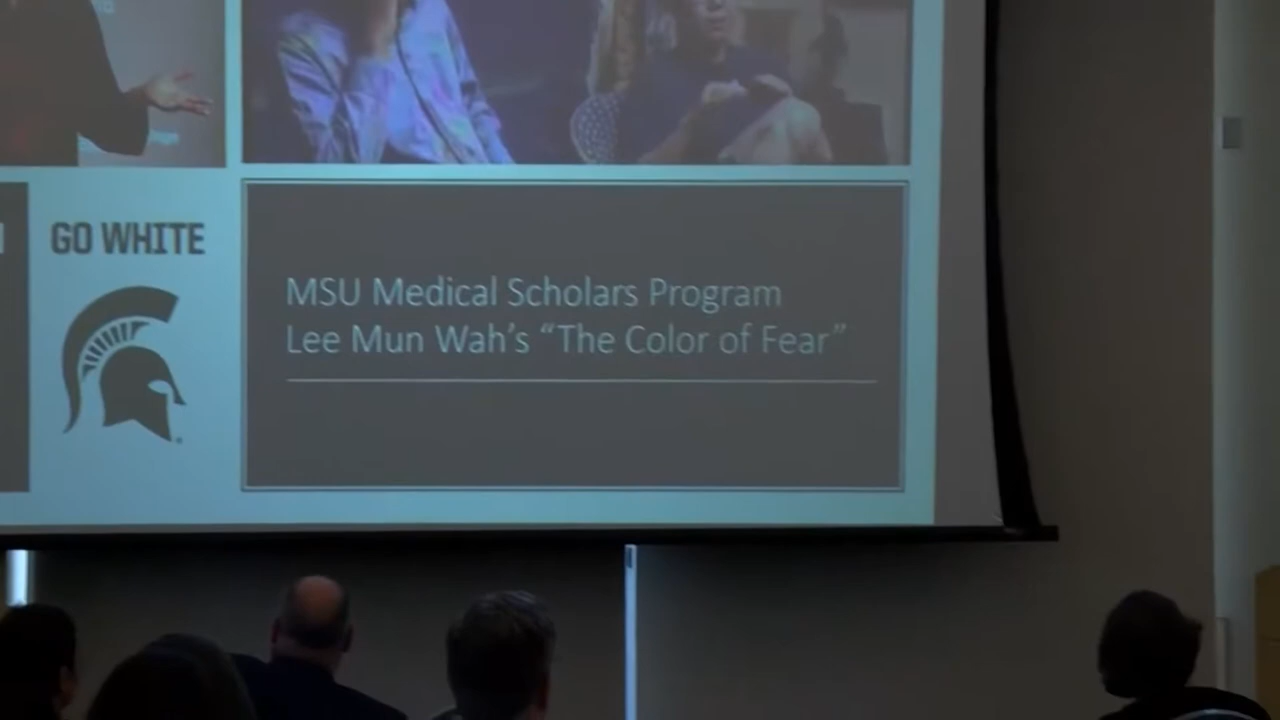 GO WHITE
MSU Medical Scholars Program
Lee Mun Wah's “The Color of Fear”